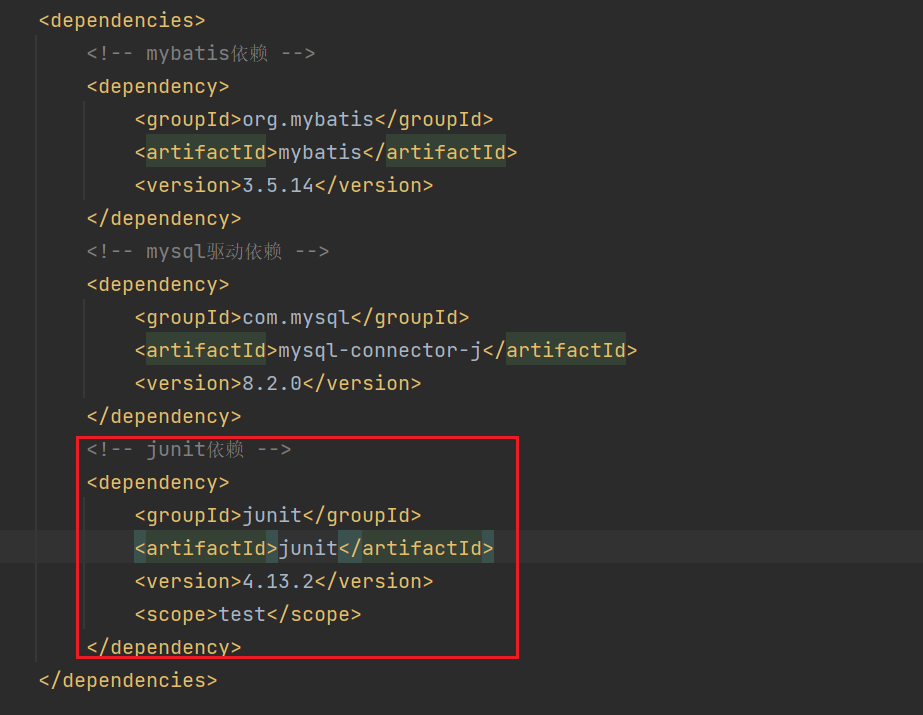 <dependencies>
<!-- mybatis依赖 -->
<dependency>
<groupId>org.mybatis</groupId>
<artifactId>mybatis</artifactId>
<version>3.5.14</version>
</dependency>
<!-- mysql驱动依赖 -->
<dependency>
<groupId>com.mysql</groupId>
<artifactId>mysql-connector-j</artifactId>
<version>8.2.0</version>
</dependency>
<!-- junit依赖 -->
<dependency>
<groupId>junit</groupId>
<artifactId>junit</artifactId>
<version>4.13.2</version>
<scope>test</scope>
</dependency>
</dependencies>